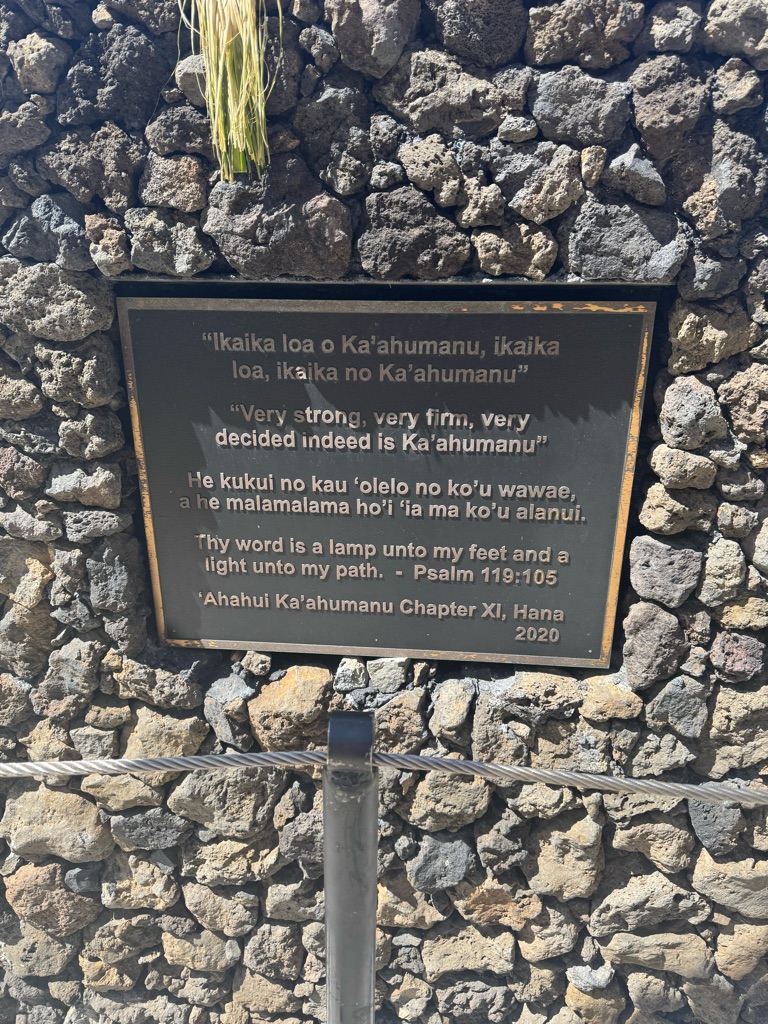 “Ikaika loa o Ka’ahumanu, ikaika
loa, ikaika no Ka’ahumanu”
“Very strong, very firm, very
decided indeed is Ka’ahumanu”
He kukui no kau ‘olelo no ko’u wawae,
a he malamalama ho’i ‘ia ma ko’u alanui.
Thy word is a lamp unto my feet and a
light unto my path. - Psalm 119:105
‘Ahahui Ka’ahumanu Chapter XI, Hana
2020